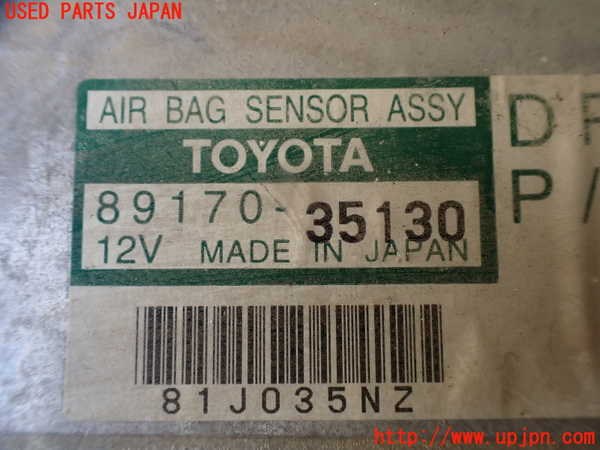 USED PARTS JAPAN
AIR BAG SENSOR ASSY
TOYOTA
89170-35130
12V MADE IN JAPAN
P/
81J035NZ
http://www.upjpn.com